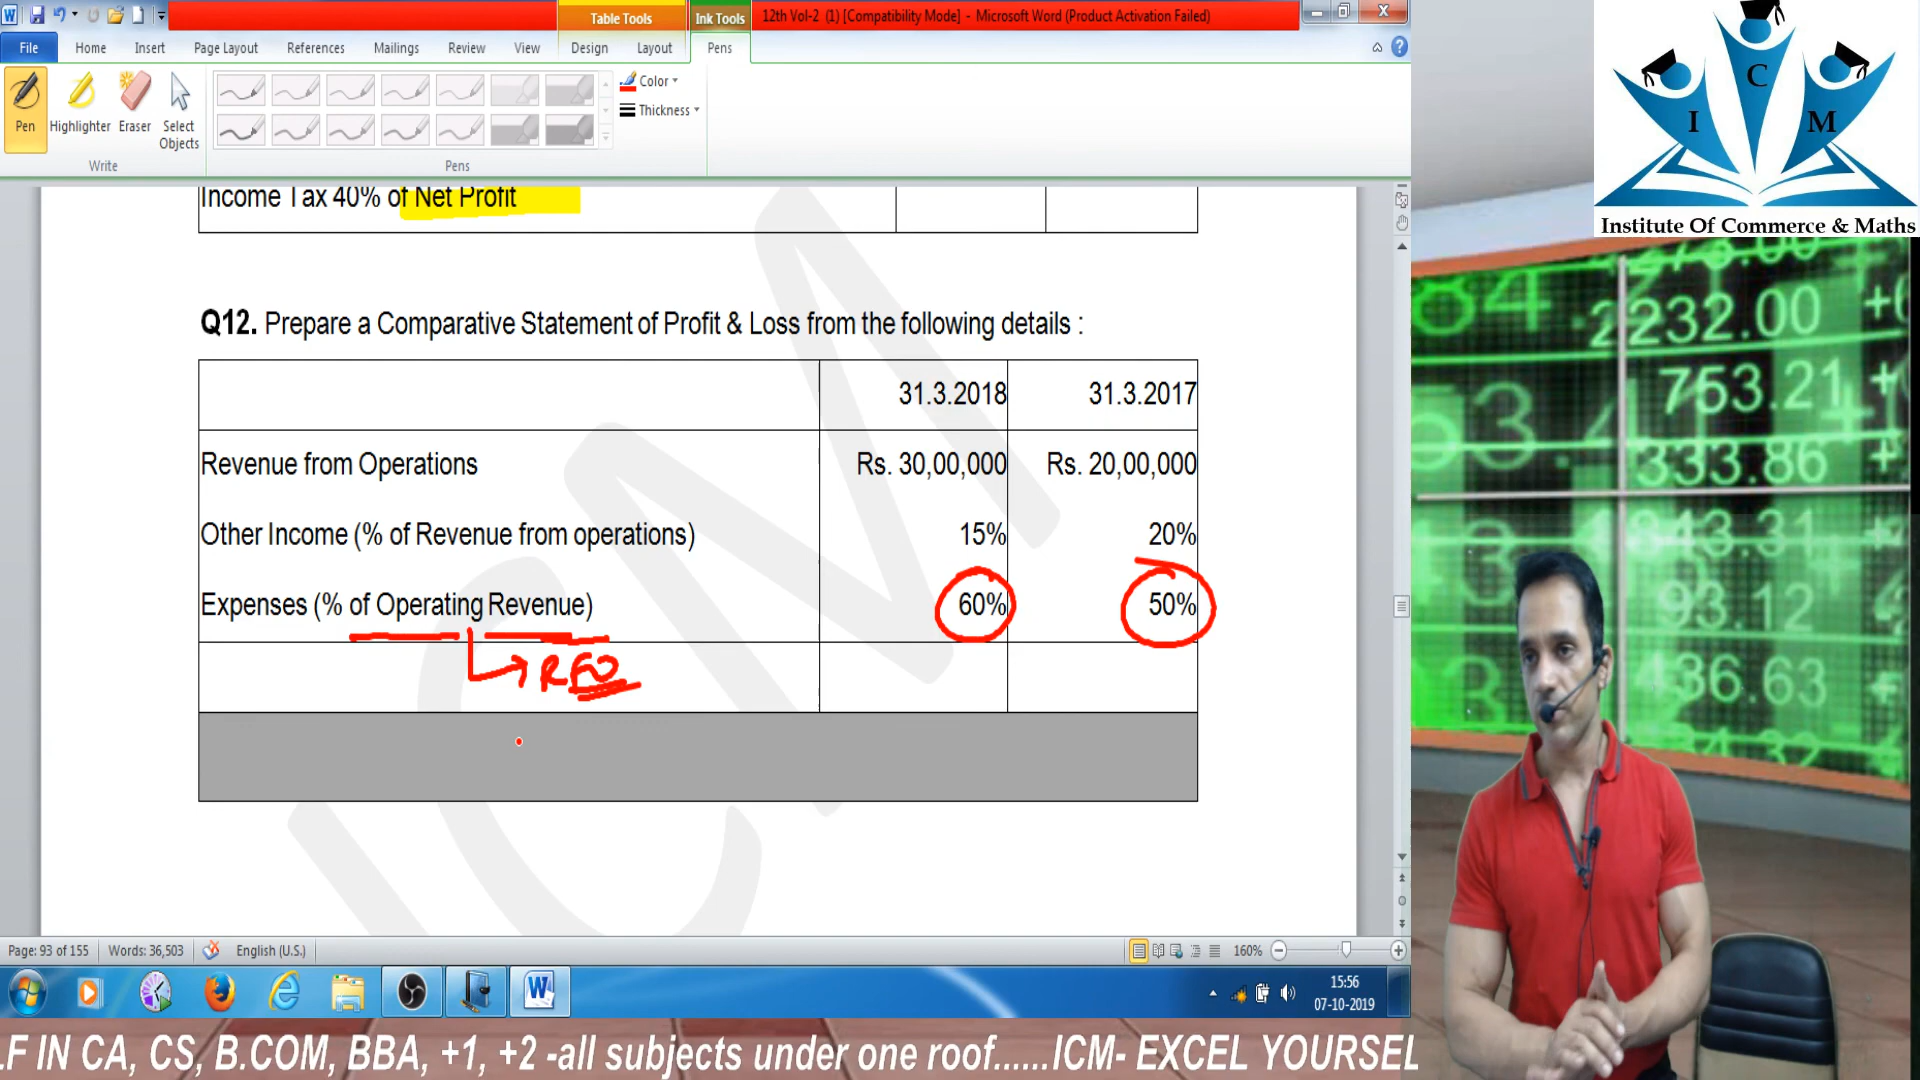 12th Vol-2 (1) [Compatibility Mode] - Microsoft Word (Product Activation Failed)
Table Tools
Ink Tools
File
Home
Insert
Page Layout
References
Mailings
Review
View
Design
Layout
Pens
Pen
Highlighter
Eraser
Select Objects
Color
Thickness
Write
Pens
Income Tax 40% of Net Profit
Q12. Prepare a Comparative Statement of Profit & Loss from the following details :
31.3.2018 31.3.2017
Revenue from Operations Rs. 30,00,000 Rs. 20,00,000
Other Income (% of Revenue from operations) 15% 20%
Expenses (% of Operating Revenue) 60% 50%
RFO
ICM
Page: 93 of 155
Words: 36,503
English (U.S.)
160%
15:56
07-10-2019
LF IN CA, CS, B.COM, BBA, +1, +2 -all subjects under one roof......ICM- EXCEL YOURSEL
I C M
Institute Of Commerce & Maths
2232.00
753.21
333.86
93.12
436.63